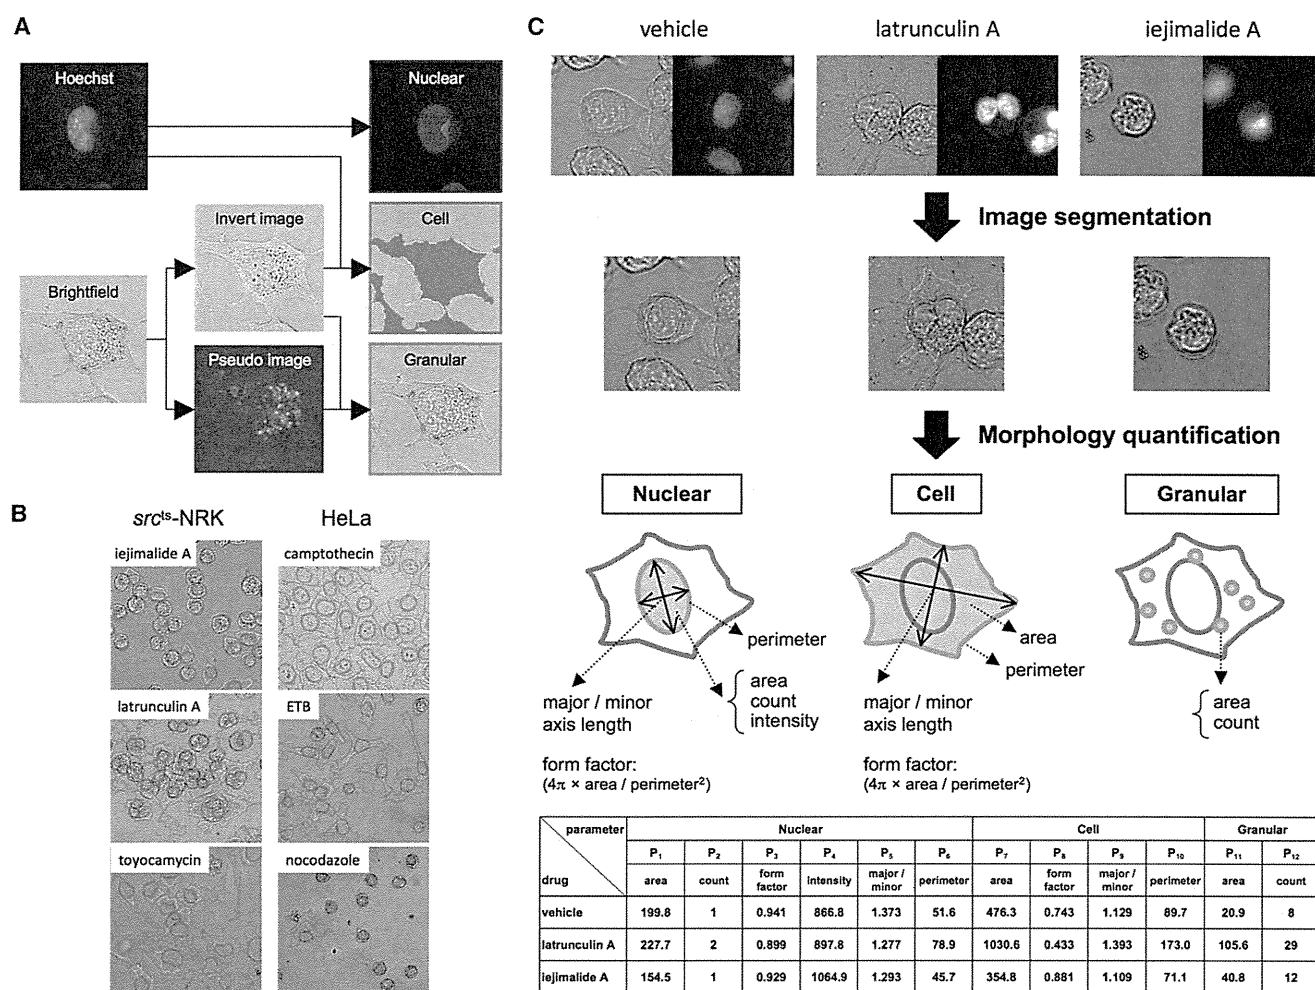 A
Hoechst
Nuclear
Invert image
Cell
Brightfield
Pseudo image
Granular
B
src^ts-NRK
HeLa
iejimalide A
camptothecin
latrunculin A
ETB
toyocamycin
nocodazole
C
vehicle
latrunculin A
iejimalide A
Image segmentation
Morphology quantification
Nuclear
Cell
Granular
perimeter
area
count
intensity
major / minor
axis length
form factor:
(4π × area / perimeter²)
area
perimeter
major / minor
axis length
form factor:
(4π × area / perimeter²)
area
count
parameter Nuclear Cell Granular
P₁ P₂ P₃ P₄ P₅ P₆ P₇ P₈ P₉ P₁₀ P₁₁ P₁₂
drug area count form factor intensity major / minor perimeter area form factor major / minor perimeter area count
vehicle 199.8 1 0.941 866.8 1.373 51.6 476.3 0.743 1.129 89.7 20.9 8
latrunculin A 227.7 2 0.899 897.8 1.277 78.9 1030.6 0.433 1.393 173.0 105.6 29
iejimalide A 154.5 1 0.929 1064.9 1.293 45.7 354.8 0.881 1.109 71.1 40.8 12